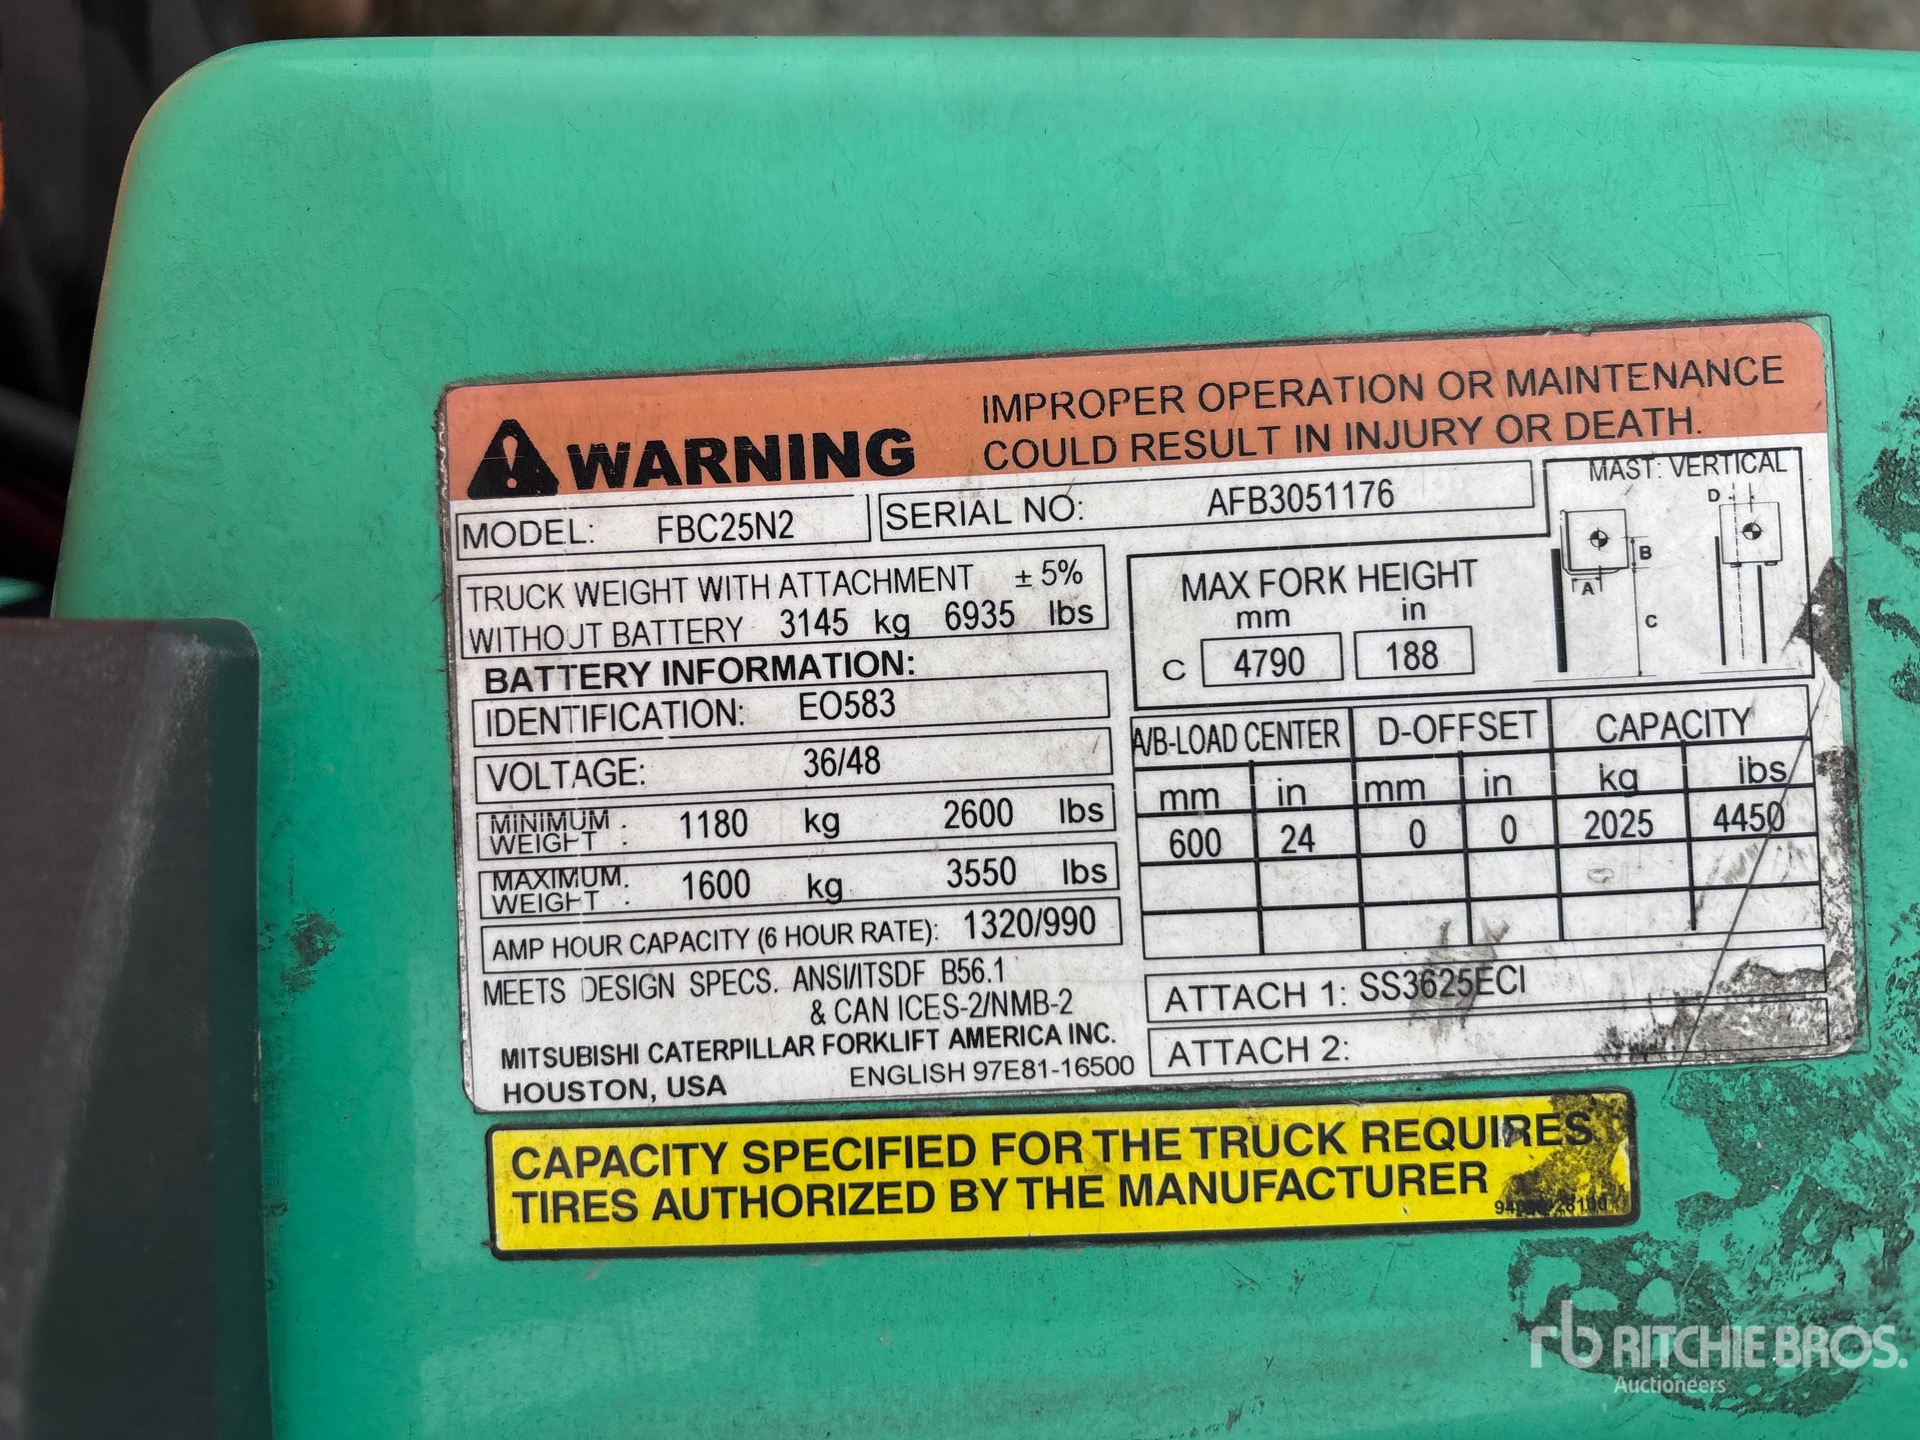 WARNING
IMPROPER OPERATION OR MAINTENANCE
COULD RESULT IN INJURY OR DEATH.
MODEL: FBC25N2
SERIAL NO: AFB3051176
TRUCK WEIGHT WITH ATTACHMENT ± 5%
WITHOUT BATTERY 3145 kg 6935 lbs
BATTERY INFORMATION:
IDENTIFICATION: EO583
VOLTAGE: 36/48
MINIMUM
WEIGHT : 1180 kg 2600 lbs
MAXIMUM.
WEIGHT . 1600 kg 3550 lbs
AMP HOUR CAPACITY (6 HOUR RATE): 1320/990
MEETS DESIGN SPECS. ANSI/ITSDF B56.1
& CAN ICES-2/NMB-2
MITSUBISHI CATERPILLAR FORKLIFT AMERICA INC.
HOUSTON, USA
ENGLISH 97E81-16500
MAST: VERTICAL
D
B
A
C
MAX FORK HEIGHT
mm in
C 4790 188
A/B-LOAD CENTER D-OFFSET CAPACITY
mm in mm in kg lbs
600 24 0 0 2025 4450
ATTACH 1: SS3625ECI
ATTACH 2:
CAPACITY SPECIFIED FOR THE TRUCK REQUIRES
TIRES AUTHORIZED BY THE MANUFACTURER
rb RITCHIE BROS.
Auctioneers